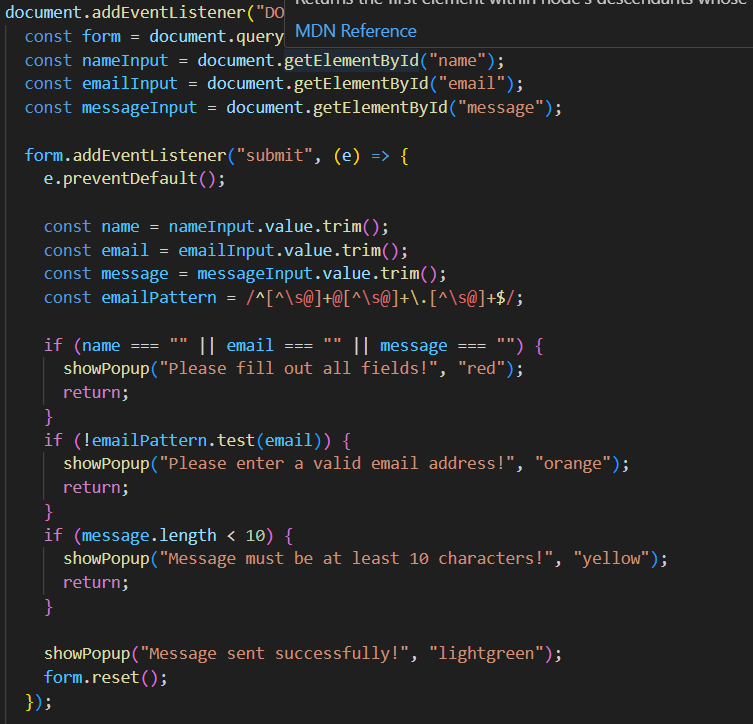 Returns the first element within node's descendants whose
document.addEventListener("DO
MDN Reference
const form = document.query
const nameInput = document.getElementById("name");
const emailInput = document.getElementById("email");
const messageInput = document.getElementById("message");
form.addEventListener("submit", (e) => {
e.preventDefault();
const name = nameInput.value.trim();
const email = emailInput.value.trim();
const message = messageInput.value.trim();
const emailPattern = /^[^\s@]+@[^\s@]+\.[^\s@]+$/;
if (name === "" || email === "" || message === "") {
showPopup("Please fill out all fields!", "red");
return;
}
if (!emailPattern.test(email)) {
showPopup("Please enter a valid email address!", "orange");
return;
}
if (message.length < 10) {
showPopup("Message must be at least 10 characters!", "yellow");
return;
}
showPopup("Message sent successfully!", "lightgreen");
form.reset();
});